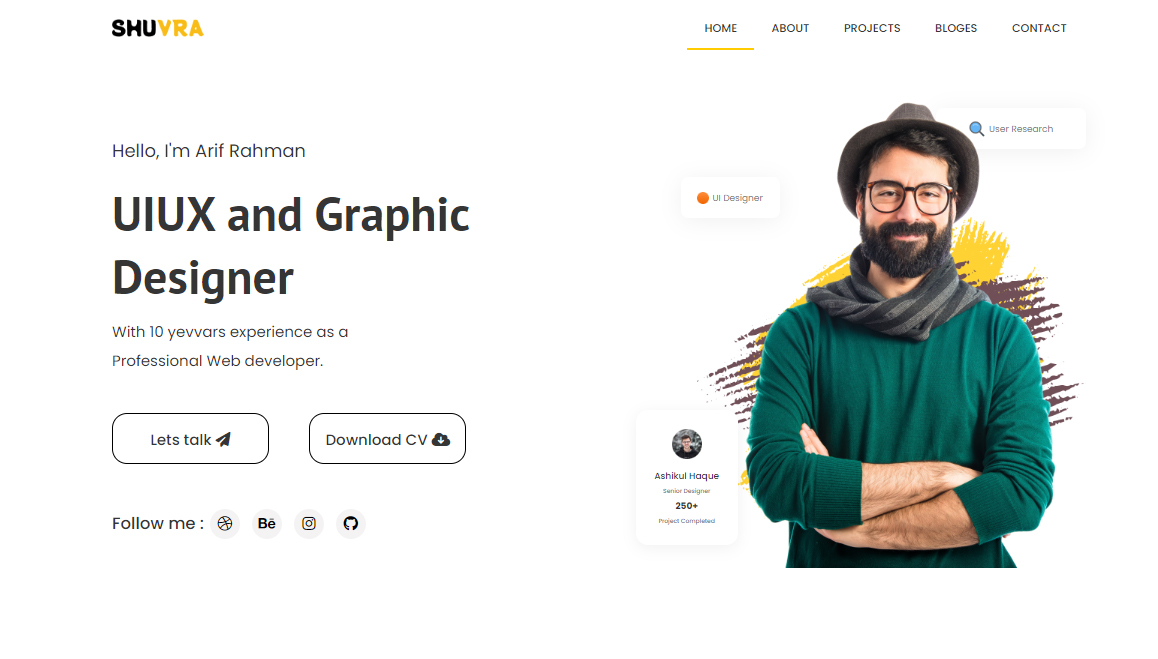 SHUVRA
HOME ABOUT PROJECTS BLOGES CONTACT
Hello, I'm Arif Rahman
UIUX and Graphic
Designer
With 10 yevvars experience as a
Professional Web developer.
Lets talk
Download CV
Follow me :
Bē
User Research
UI Designer
Ashikul Haque
Senior Designer
250+
Project Completed